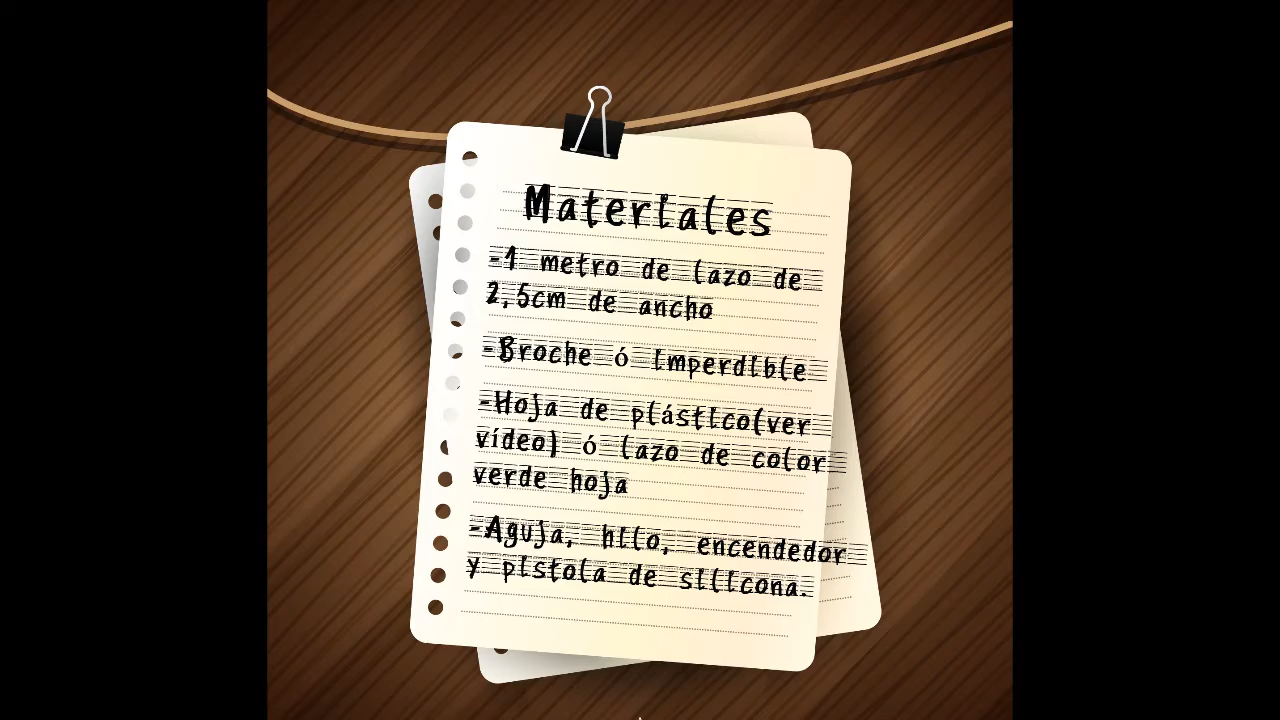 Materiales
-1 metro de lazo de
2,5cm de ancho
-Broche ó imperdible
-Hoja de plástico(ver
vídeo) ó lazo de color
verde hoja
-Aguja, hilo, encendedor
y pistola de silicona.